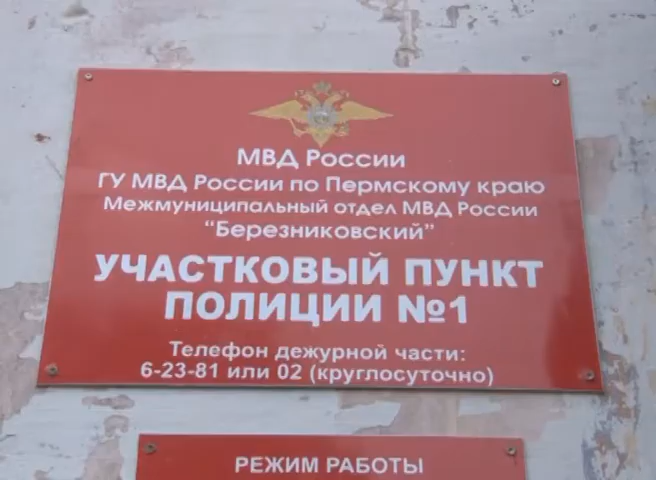 МВД России
ГУ МВД России по Пермскому краю
Межмуниципальный отдел МВД России
"Березниковский"
УЧАСТКОВЫЙ ПУНКТ
ПОЛИЦИИ №1
Телефон дежурной части:
6-23-81 или 02 (круглосуточно)
РЕЖИМ РАБОТЫ